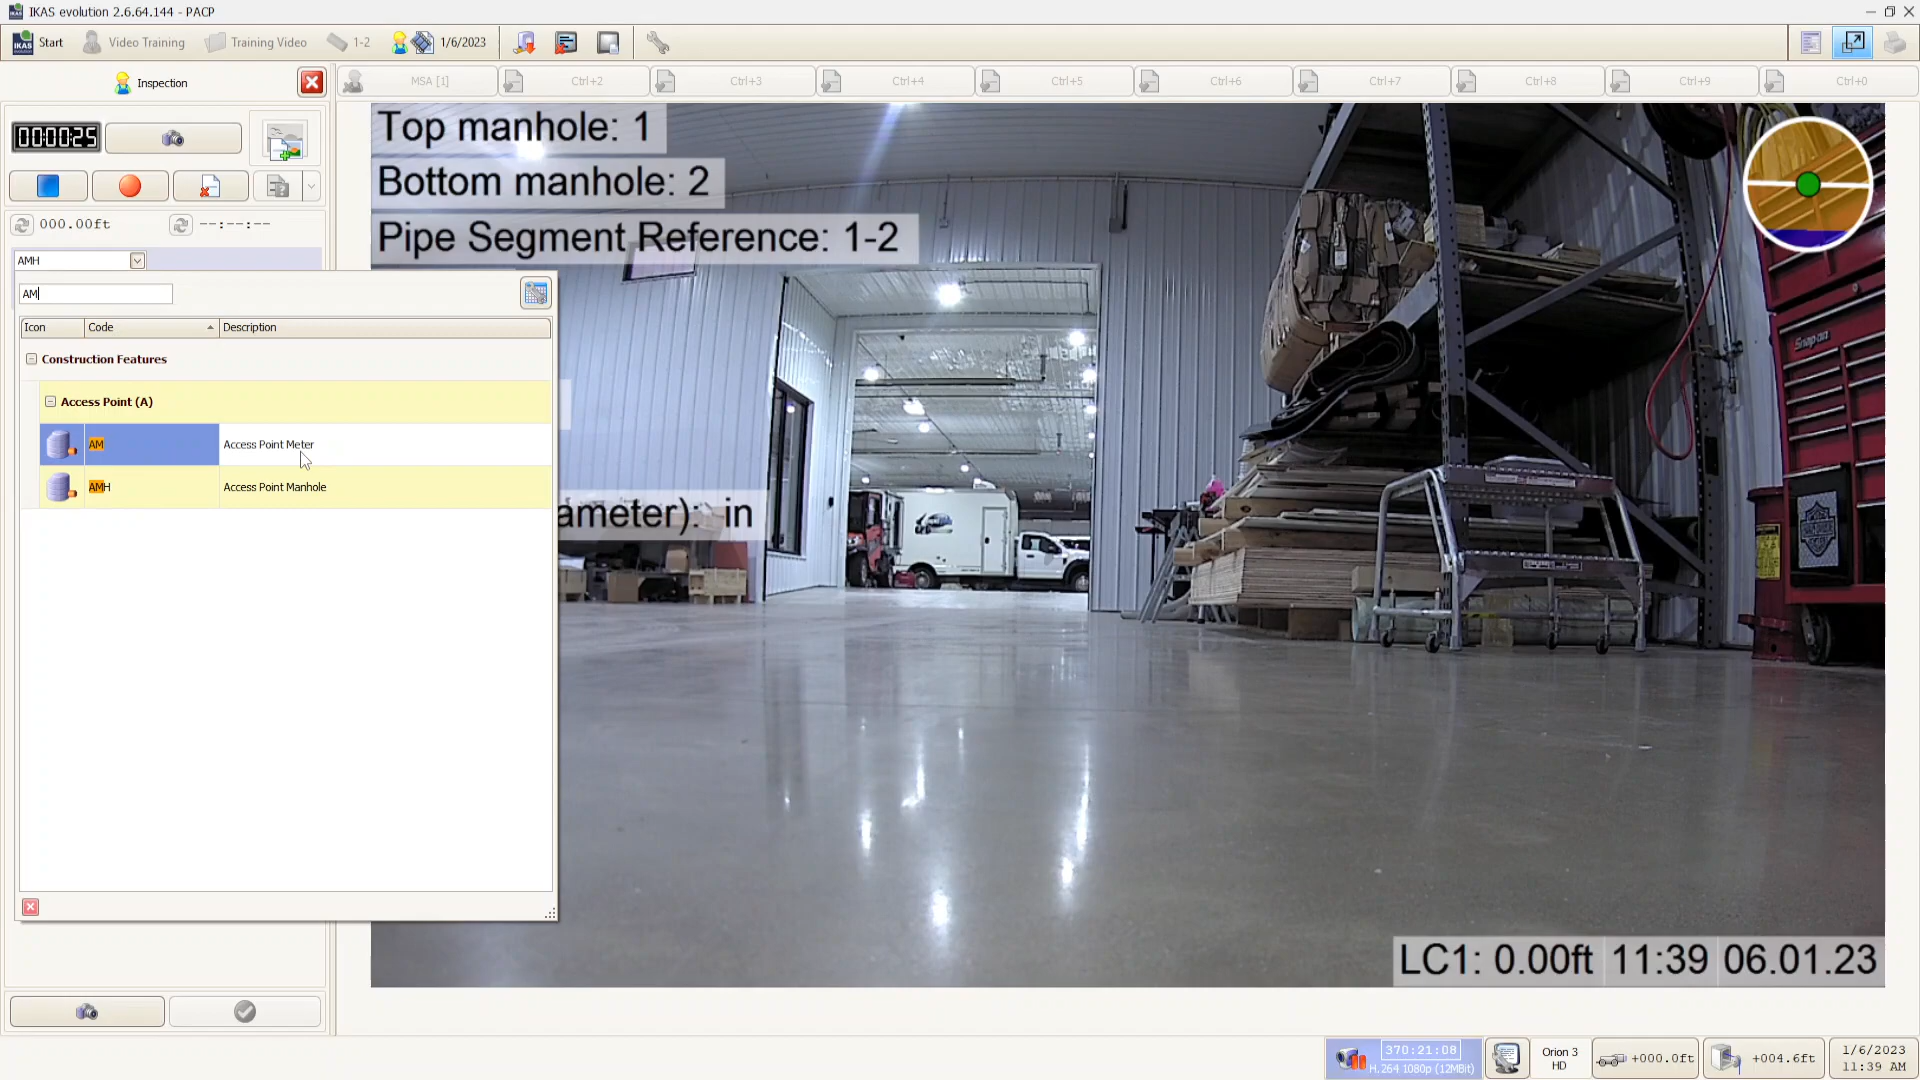 IKAS evolution 2.6.64.144 - PACP
Start Video Training Training Video 1-2 1/6/2023
Inspection MSA [1] Ctrl+2 Ctrl+3 Ctrl+4 Ctrl+5 Ctrl+6 Ctrl+7 Ctrl+8 Ctrl+9 Ctrl+0
00:00:25
000.00ft --:--:--
AMH
AM
Icon Code Description
Construction Features
Access Point (A)
AM Access Point Meter
AMH Access Point Manhole
Top manhole: 1
Bottom manhole: 2
Pipe Segment Reference: 1-2
ameter): in
Snap-on
LC1: 0.00ft 11:39 06.01.23
370:21:08
H.264 1080p (12MBit)
Orion 3
HD
+000.0ft
+004.6ft
1/6/2023
11:39 AM